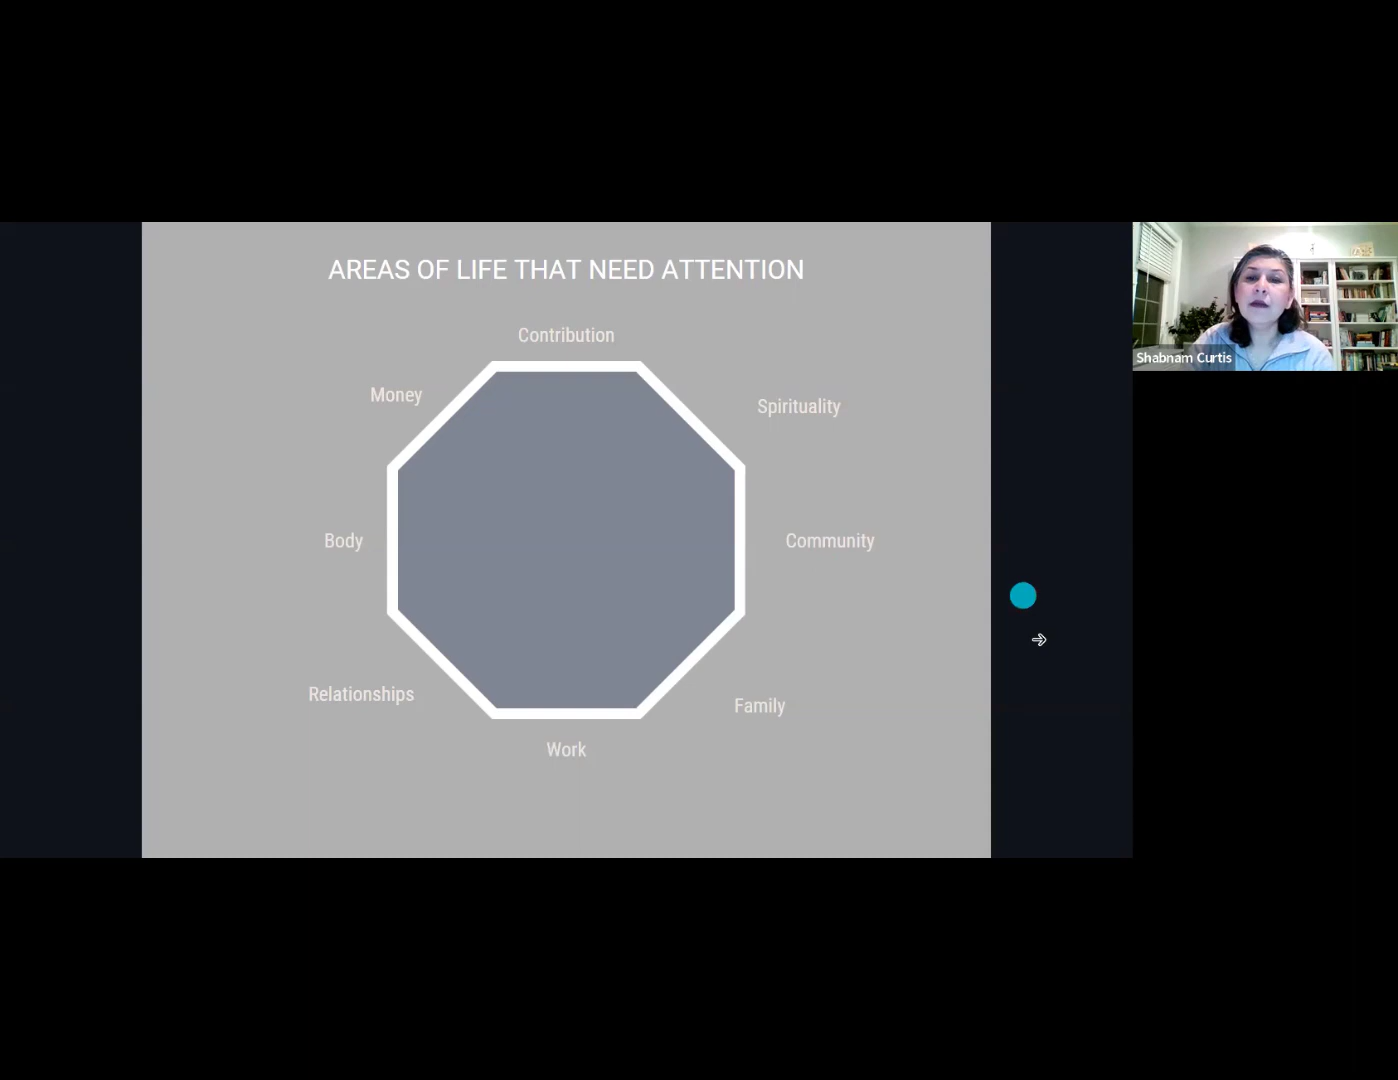 AREAS OF LIFE THAT NEED ATTENTION
Contribution
Money
Spirituality
Body
Community
Relationships
Family
Work
Shabnam Curtis